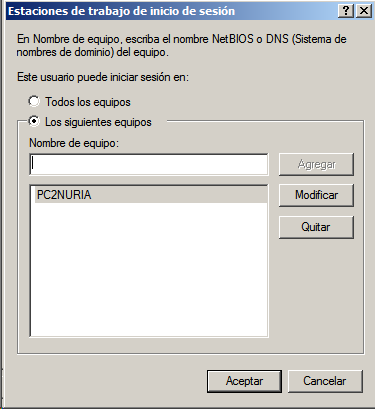 Estaciones de trabajo de inicio de sesión
En Nombre de equipo, escriba el nombre NetBIOS o DNS (Sistema de
nombres de dominio) del equipo.
Este usuario puede iniciar sesión en:
Todos los equipos
Los siguientes equipos
Nombre de equipo:
Agregar
PC2NURIA
Modificar
Quitar
Aceptar
Cancelar